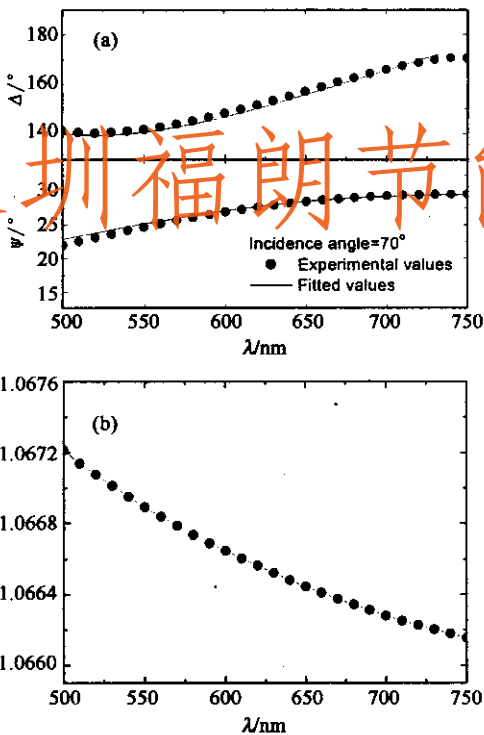 (a)
180
160
140
Δ/°
30
25
20
15
ψ/°
Incidence angle=70°
Experimental values
Fitted values
500 550 600 650 700 750
λ/nm
圳福朗节
(b)
1.0676
1.0672
1.0668
1.0664
1.0660
500 550 600 650 700 750
λ/nm